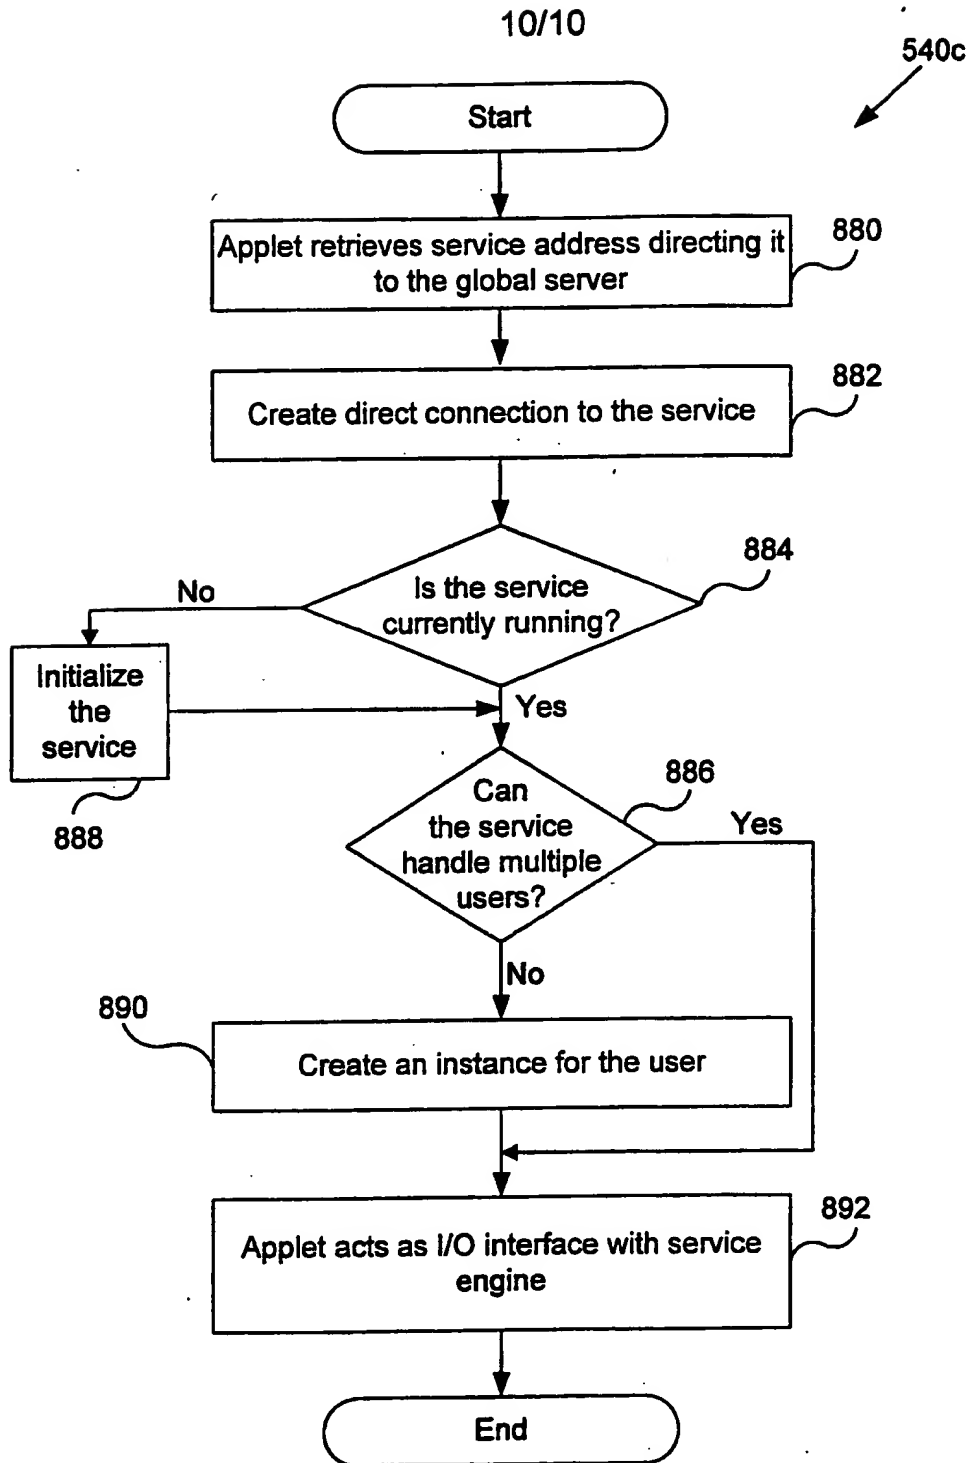 10/10
540c
Start
Applet retrieves service address directing it
to the global server
880
Create direct connection to the service
882
Is the service
currently running?
884
No
Initialize
the
service
888
Yes
Can
the service
handle multiple
users?
886
Yes
No
890
Create an instance for the user
Applet acts as I/O interface with service
engine
892
End